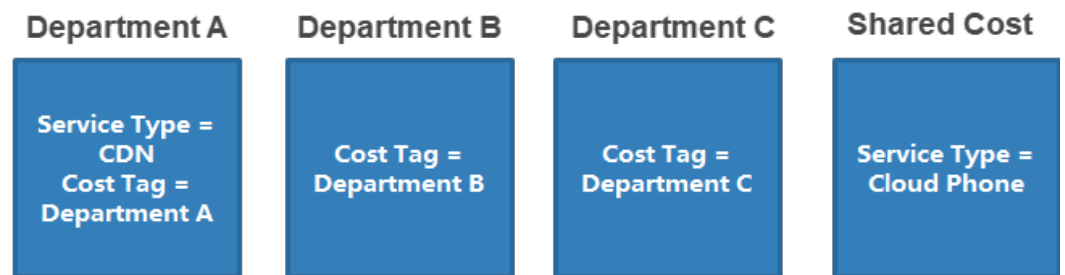 Department A
Service Type =
CDN
Cost Tag =
Department A
Department B
Cost Tag =
Department B
Department C
Cost Tag =
Department C
Shared Cost
Service Type =
Cloud Phone